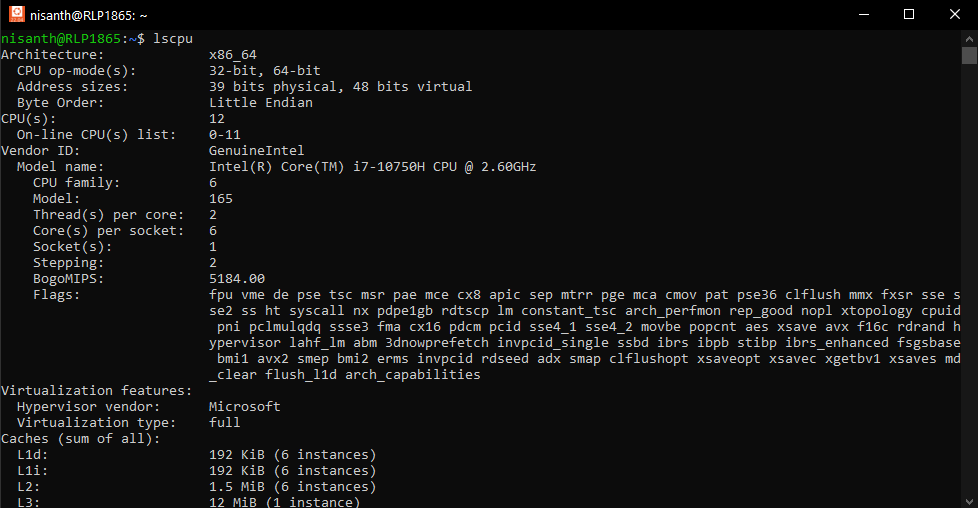 nisanth@RLP1865: ~
nisanth@RLP1865:~$ lscpu
Architecture:            x86_64
  CPU op-mode(s):        32-bit, 64-bit
  Address sizes:         39 bits physical, 48 bits virtual
  Byte Order:            Little Endian
CPU(s):                  12
  On-line CPU(s) list:   0-11
Vendor ID:               GenuineIntel
  Model name:            Intel(R) Core(TM) i7-10750H CPU @ 2.60GHz
    CPU family:          6
    Model:               165
    Thread(s) per core:  2
    Core(s) per socket:  6
    Socket(s):           1
    Stepping:            2
    BogoMIPS:            5184.00
    Flags:               fpu vme de pse tsc msr pae mce cx8 apic sep mtrr pge mca cmov pat pse36 clflush mmx fxsr sse s
                         se2 ss ht syscall nx pdpe1gb rdtscp lm constant_tsc arch_perfmon rep_good nopl xtopology cpuid
                          pni pclmulqdq ssse3 fma cx16 pdcm pcid sse4_1 sse4_2 movbe popcnt aes xsave avx f16c rdrand h
                         ypervisor lahf_lm abm 3dnowprefetch invpcid_single ssbd ibrs ibpb stibp ibrs_enhanced fsgsbase
                          bmi1 avx2 smep bmi2 erms invpcid rdseed adx smap clflushopt xsaveopt xsavec xgetbv1 xsaves md
                         _clear flush_l1d arch_capabilities
Virtualization features:
  Hypervisor vendor:     Microsoft
  Virtualization type:   full
Caches (sum of all):
  L1d:                   192 KiB (6 instances)
  L1i:                   192 KiB (6 instances)
  L2:                    1.5 MiB (6 instances)
  L3:                    12 MiB (1 instance)